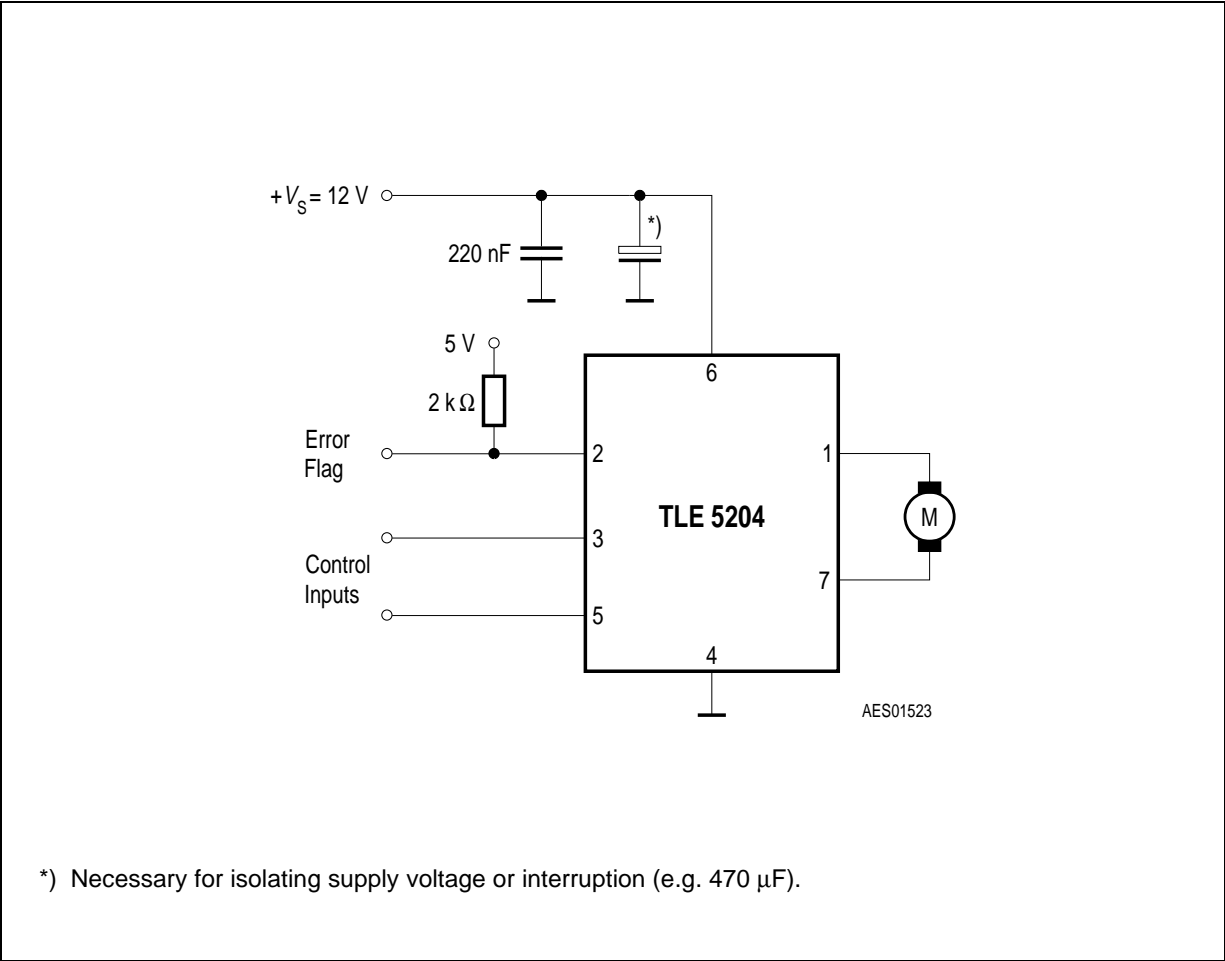 +VS = 12 V
*)
220 nF
5 V
6
2 kΩ
Error
Flag
2
1
TLE 5204
M
3
Control
Inputs
7
5
4
AES01523
*) Necessary for isolating supply voltage or interruption (e.g. 470 μF).